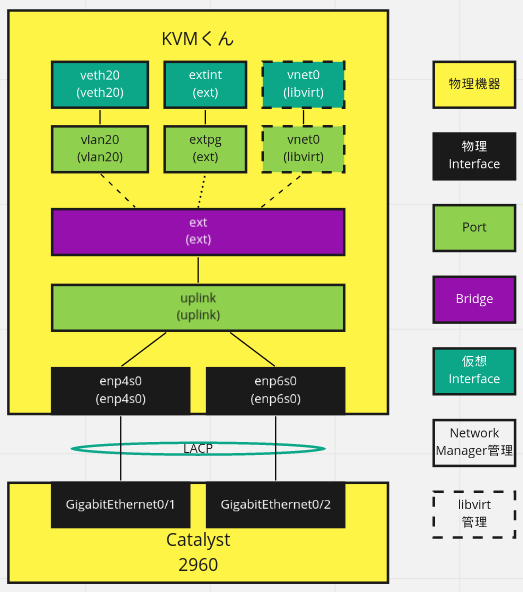 KVMくん
veth20
(veth20)
extint
(ext)
vnet0
(libvirt)
vlan20
(vlan20)
extpg
(ext)
vnet0
(libvirt)
ext
(ext)
uplink
(uplink)
enp4s0
(enp4s0)
enp6s0
(enp6s0)
LACP
GigabitEthernet0/1
GigabitEthernet0/2
Catalyst
2960
物理機器
物理
Interface
Port
Bridge
仮想
Interface
Network
Manager管理
libvirt
管理